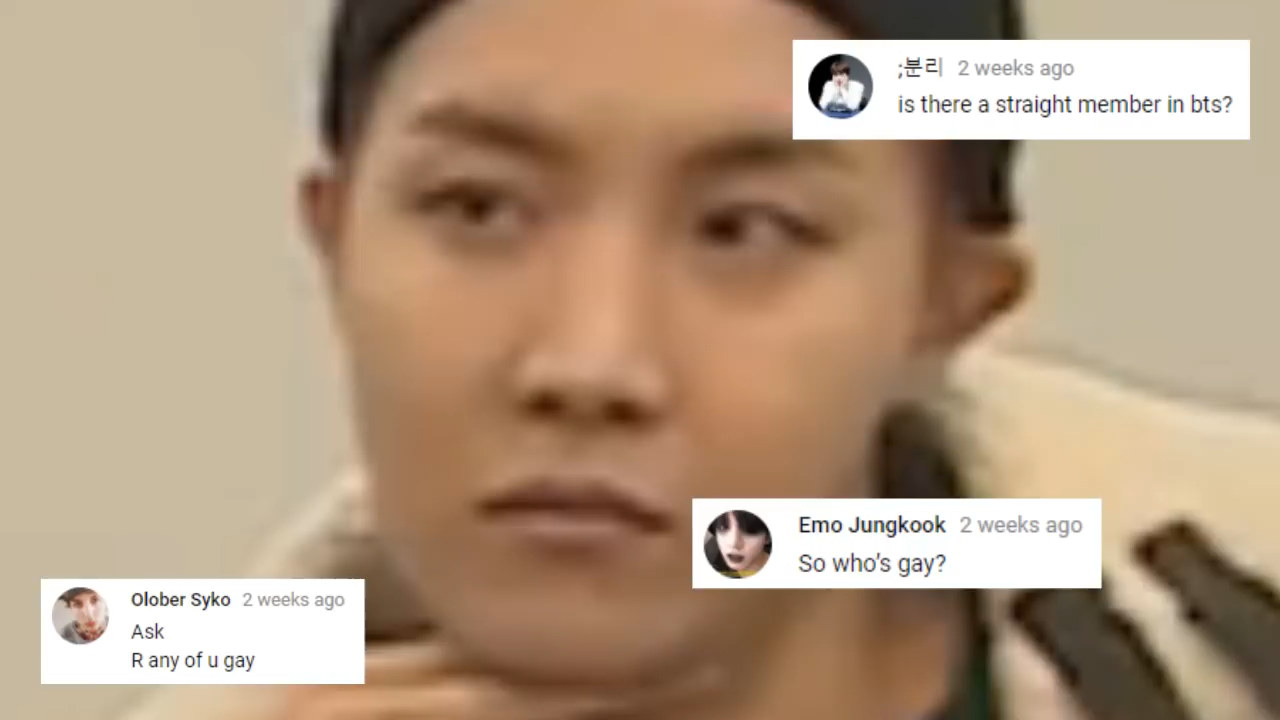 ;분리 2 weeks ago
is there a straight member in bts?
Emo Jungkook 2 weeks ago
So who's gay?
Olober Syko 2 weeks ago
Ask
R any of u gay